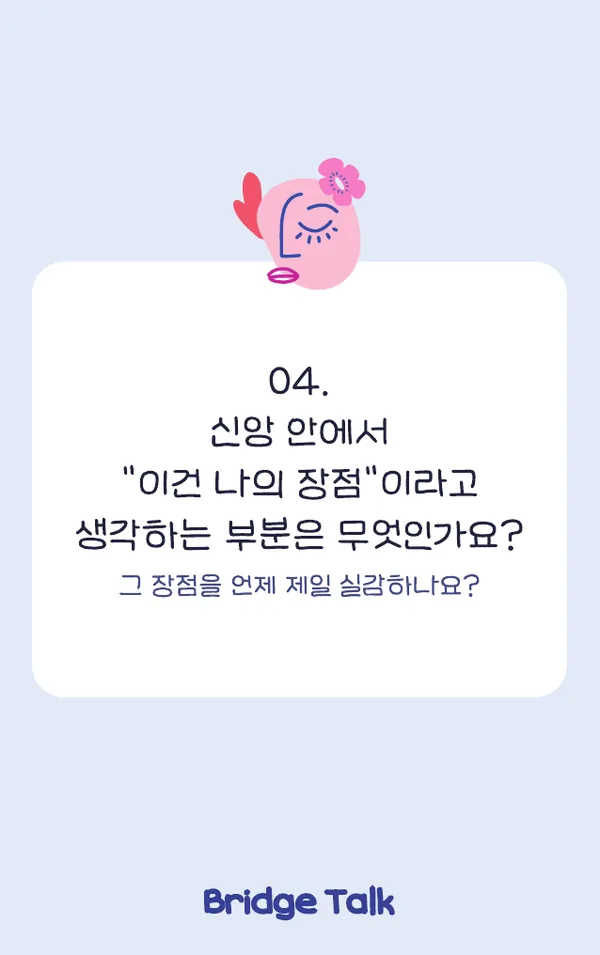 04.
신앙 안에서
"이건 나의 장점"이라고
생각하는 부분은 무엇인가요?
그 장점을 언제 제일 실감하나요?
Bridge Talk